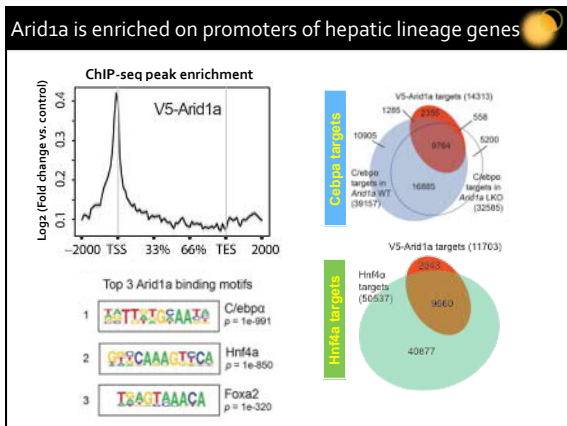 Arid1a is enriched on promoters of hepatic lineage genes
ChIP-seq peak enrichment
V5-Arid1a
Log2 (Fold change vs. control)
0.4
0.3
0.2
0.1
−2000 TSS 33% 66% TES 2000
Top 3 Arid1a binding motifs
1
C/ebpα
p = 1e-991
2
Hnf4a
p = 1e-850
3
Foxa2
p = 1e-320
Cebpa targets
V5-Arid1a targets (14313)
1285
2355
558
10905
5200
9764
16885
C/ebpα
targets in
Arid1a WT
(39157)
C/ebpα
targets in
Arid1a LKO
(32585)
Hnf4a targets
V5-Arid1a targets (11703)
Hnf4α
targets
(50537)
2043
9660
40877